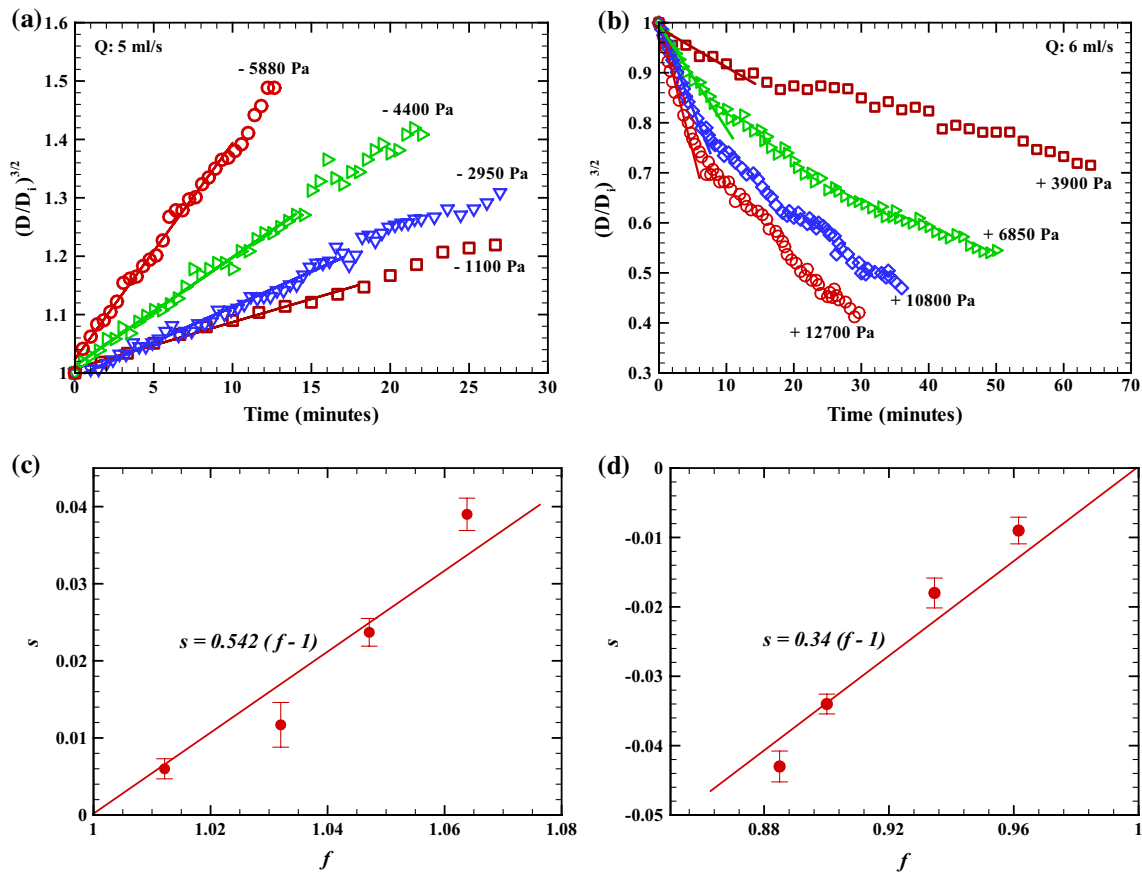 (a)
1.6
1.5
1.4
1.3
1.2
1.1
1
(D/Di)^3/2
Q: 5 ml/s
- 5880 Pa
- 4400 Pa
- 2950 Pa
- 1100 Pa
0 5 10 15 20 25 30
Time (minutes)
(b)
1
0.9
0.8
0.7
0.6
0.5
0.4
0.3
(D/Di)^3/2
Q: 6 ml/s
+ 3900 Pa
+ 6850 Pa
+ 10800 Pa
+ 12700 Pa
0 10 20 30 40 50 60 70
Time (minutes)
(c)
0.04
0.03
0.02
0.01
0
s
s = 0.542 ( f - 1)
1 1.02 1.04 1.06 1.08
f
(d)
0
-0.01
-0.02
-0.03
-0.04
-0.05
s
s = 0.34 (f - 1)
0.88 0.92 0.96 1
f